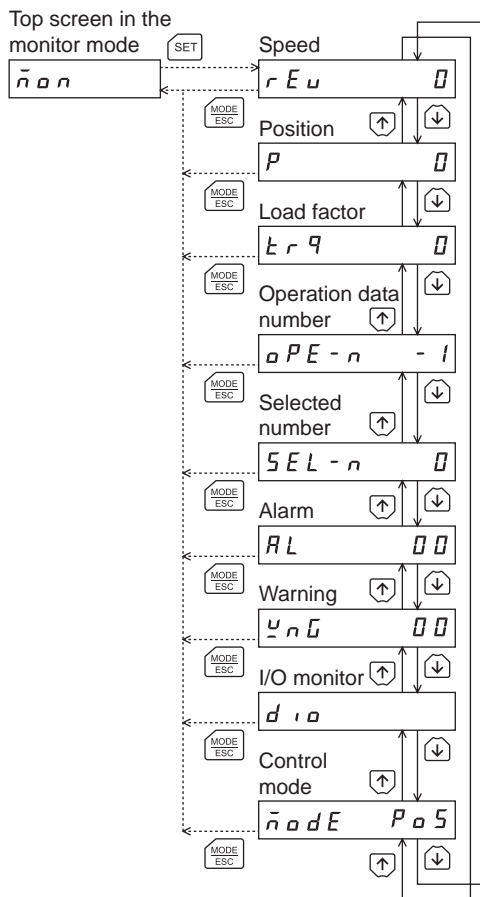 Top screen in the
monitor mode
SET
Speed
mon
rEv 0
MODE
ESC
↑
↓
Position
P 0
MODE
ESC
↓
Load factor
trq 0
MODE
ESC
↓
Operation data
number
↑
oPE-n -1
MODE
ESC
↓
Selected
number
↑
SEL-n 0
MODE
ESC
Alarm
↑
↓
AL 00
MODE
ESC
Warning
↑
↓
WnG 00
MODE
ESC
I/O monitor
↑
↓
dio
MODE
ESC
Control
mode
↑
↓
modE PoS
MODE
ESC
↑
↓